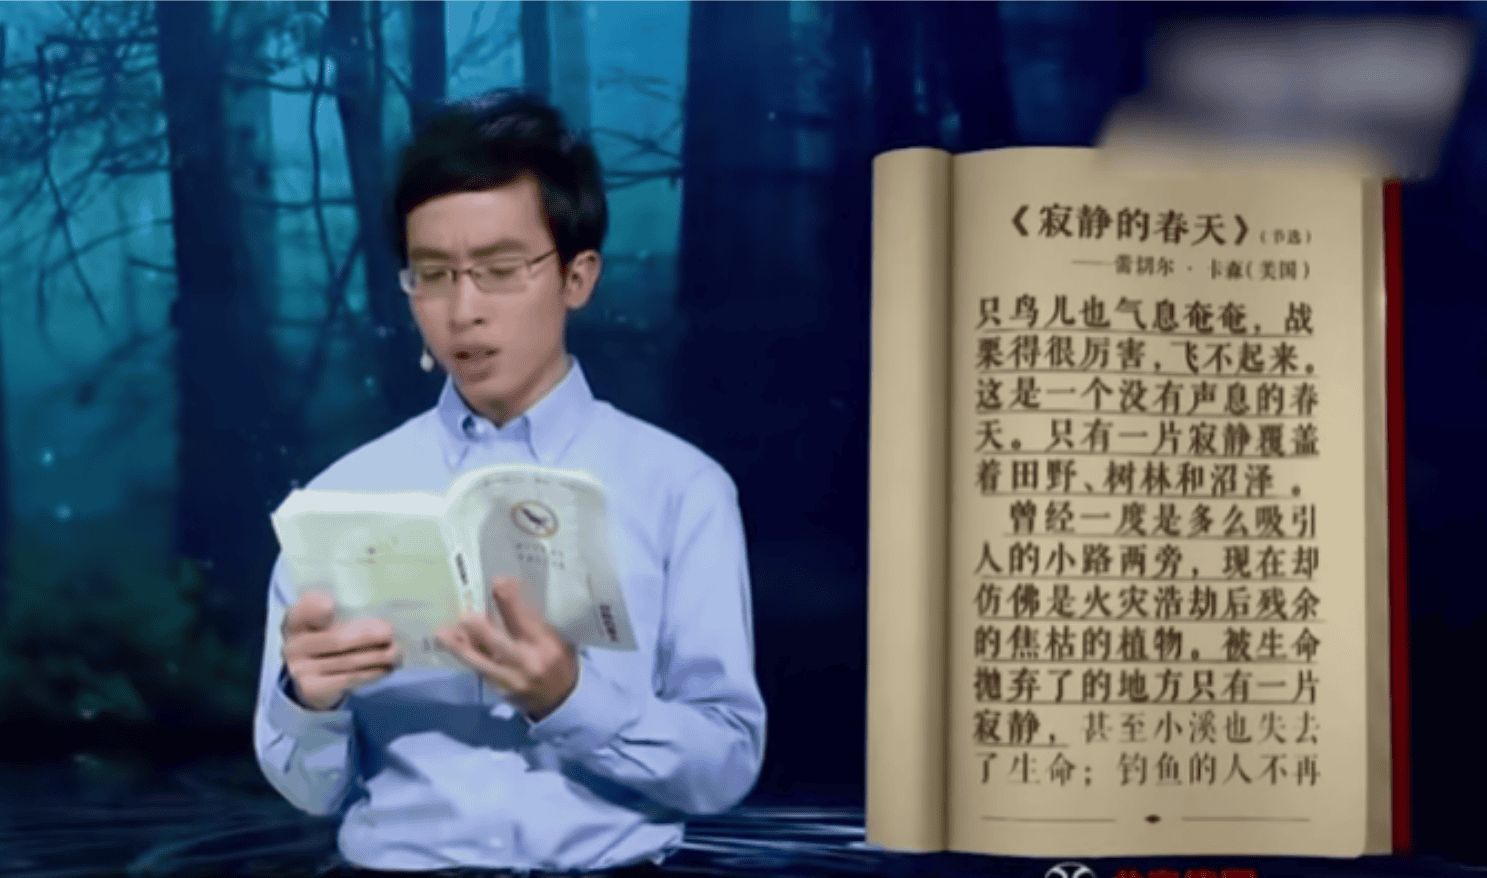 《寂静的春天》(节选)
——蕾切尔·卡森(美国)
只鸟儿也气息奄奄，战
栗得很厉害，飞不起来。
这是一个没有声息的春
天。只有一片寂静覆盖
着田野、树林和沼泽。
曾经一度是多么吸引
人的小路两旁，现在却
仿佛是火灾浩劫后残余
的焦枯的植物。被生命
抛弃了的地方只有一片
寂静，甚至小溪也失去
了生命；钓鱼的人不再